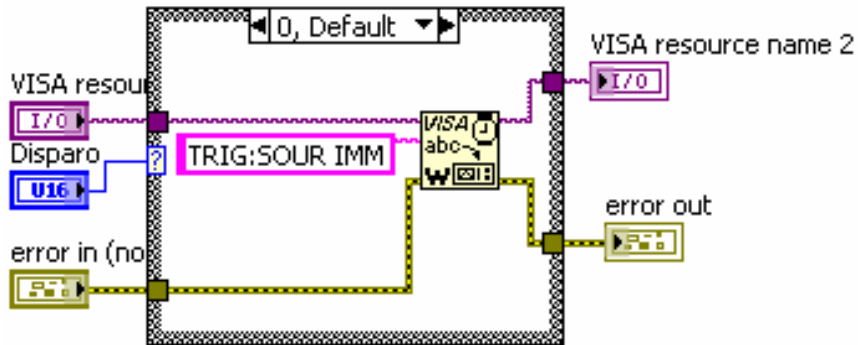 0, Default
VISA resource name 2
VISA resour
I/O
I/O
VISA
abc
Disparo
?
TRIG:SOUR IMM
U16
W
error out
error in (no